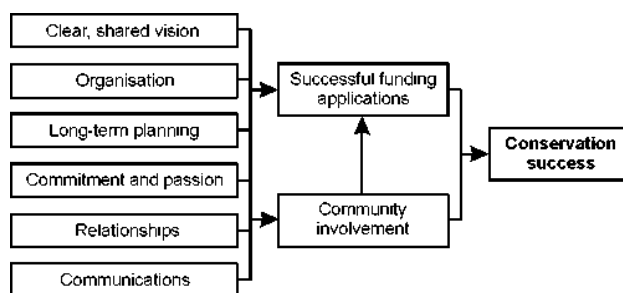 Clear, shared vision
Organisation
Long-term planning
Commitment and passion
Relationships
Communications
Successful funding
applications
Community
involvement
Conservation
success